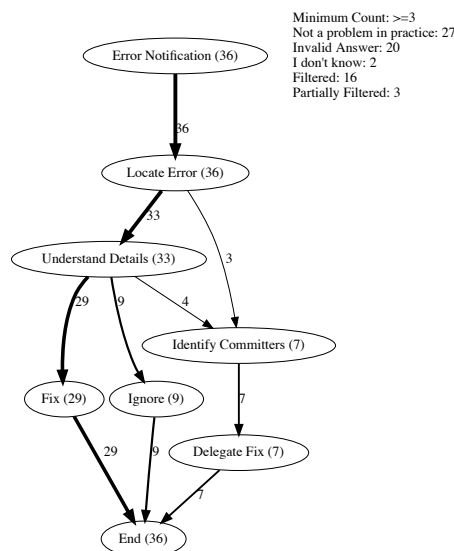 Minimum Count: >=3
Not a problem in practice: 27
Invalid Answer: 20
I don't know: 2
Filtered: 16
Partially Filtered: 3
Error Notification (36)
36
Locate Error (36)
33
3
Understand Details (33)
29
9
4
Identify Committers (7)
Fix (29)
Ignore (9)
7
29
9
Delegate Fix (7)
7
End (36)